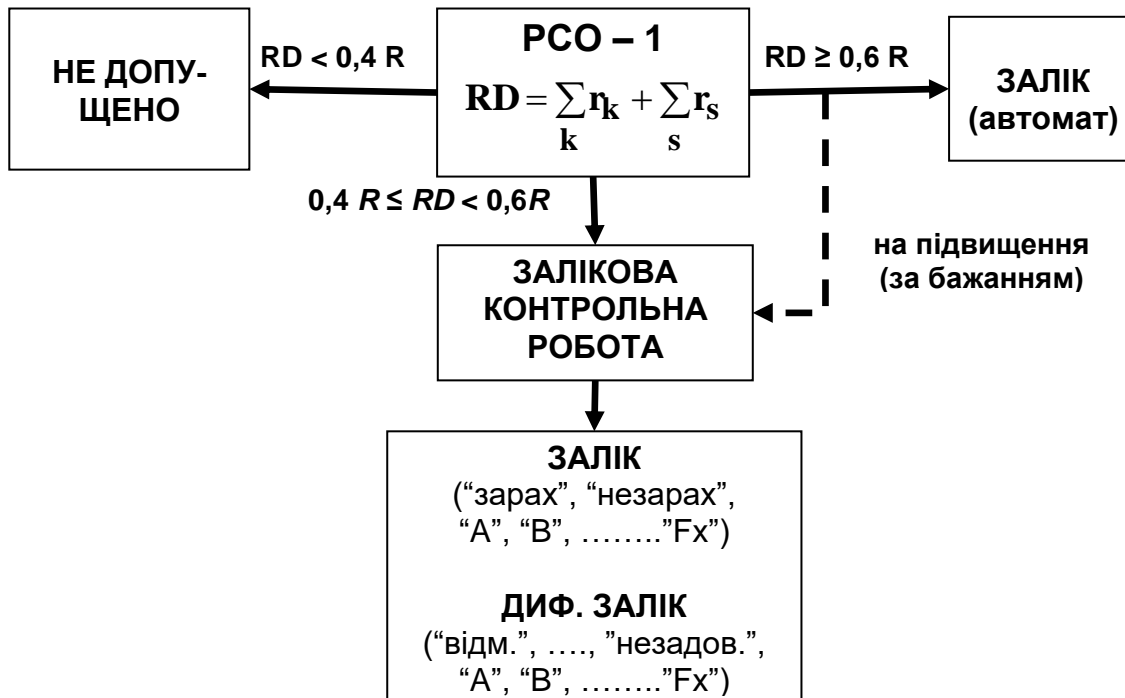 РСО – 1
RD = ∑ rk + ∑ rs
k s
RD < 0,4 R
НЕ ДОПУ-
ЩЕНО
RD ≥ 0,6 R
ЗАЛІК
(автомат)
0,4 R ≤ RD < 0,6R
на підвищення
(за бажанням)
ЗАЛІКОВА
КОНТРОЛЬНА
РОБОТА
ЗАЛІК
(“зарах”, “незарах”,
“A”, “B”, ……..”Fx”)
ДИФ. ЗАЛІК
(“відм.”, …., ”незадов.”,
“A”, “B”, ……..”Fx”)